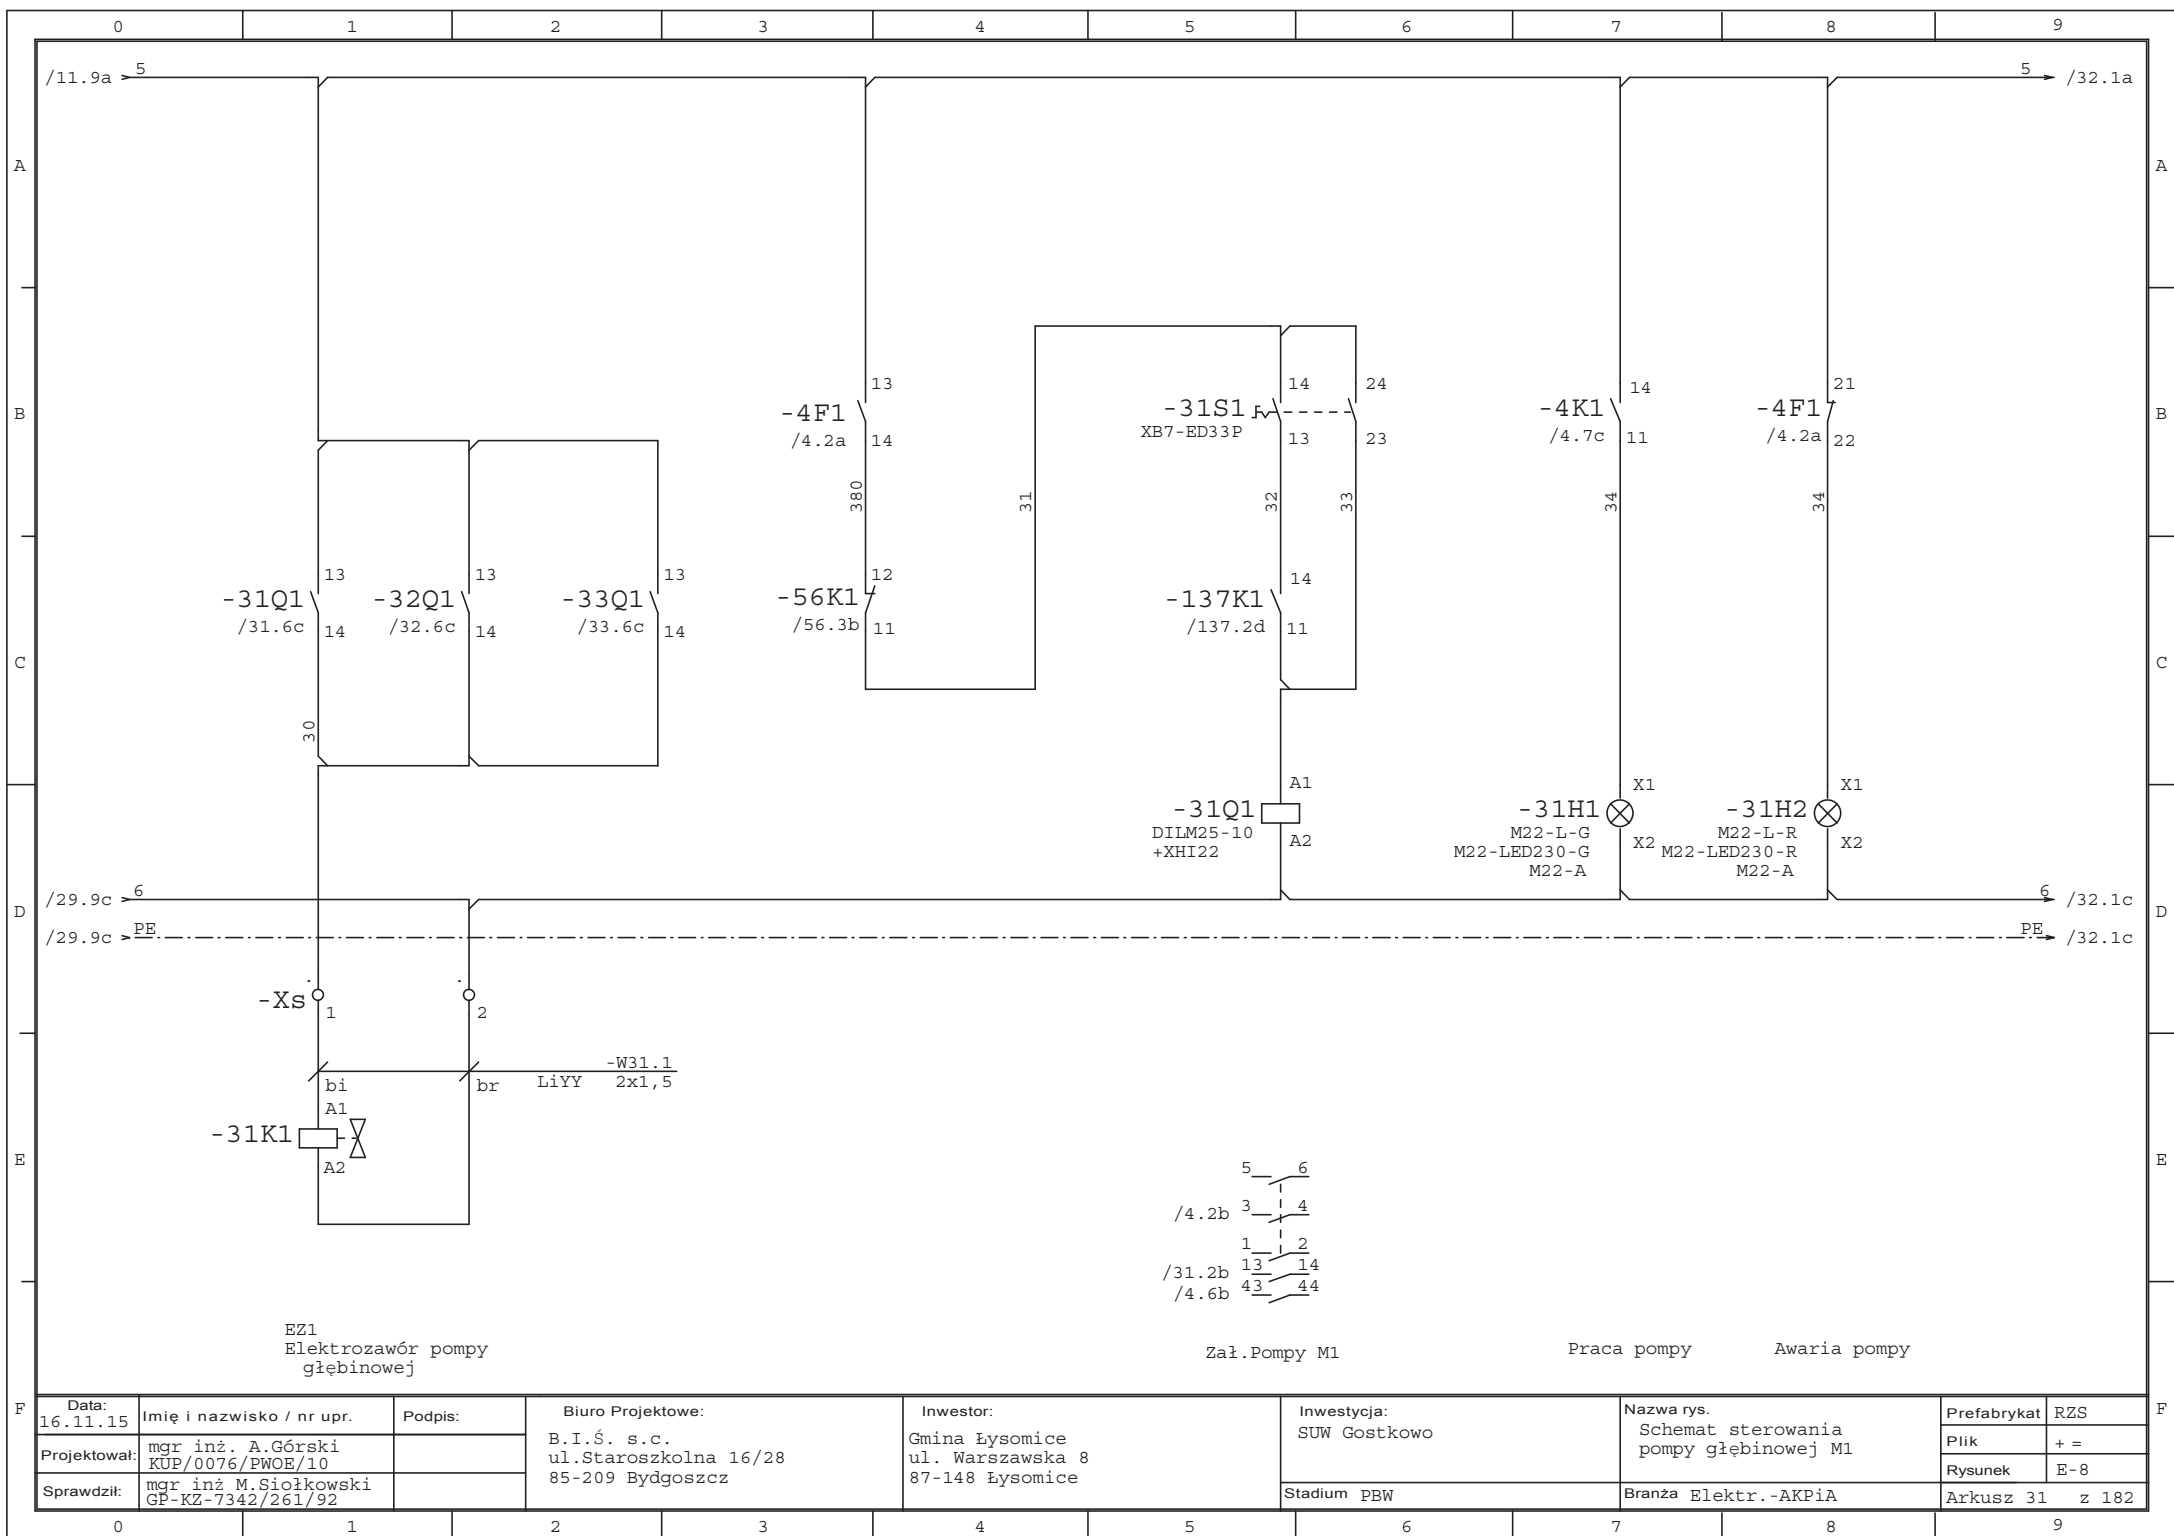 0 1 2 3 4 5 6 7 8 9
/11.9a 5
5 /32.1a
A A
B B
13
-4F1
/4.2a 14
380
31
14 24
-31S1
XB7-ED33P 13 23
32 33
14
-4K1
/4.7c 11
34
21
-4F1
/4.2a 22
34
C C
13
-31Q1
/31.6c 14
13
-32Q1
/32.6c 14
13
-33Q1
/33.6c 14
30
12
-56K1
/56.3b 11
14
-137K1
/137.2d 11
D D
A1
-31Q1
DILM25-10
+XHI22
A2
X1
-31H1
M22-L-G
X2
M22-LED230-G
M22-A
X1
-31H2
M22-L-R
X2
M22-LED230-R
M22-A
/29.9c 6
6 /32.1c
/29.9c PE
PE /32.1c
-Xs
1 2
-W31.1
bi br LiYY 2x1,5
A1
-31K1
A2
E E
5 6
/4.2b 3 4
1 2
/31.2b 13 14
/4.6b 43 44
EZ1
Elektrozawór pompy
głębinowej
Zał.Pompy M1
Praca pompy
Awaria pompy
F F
Data:
16.11.15
Imię i nazwisko / nr upr.
Podpis:
Projektował:
mgr inż. A.Górski
KUP/0076/PWOE/10
Sprawdził:
mgr inż M.Siołkowski
GP-KZ-7342/261/92
Biuro Projektowe:
B.I.Ś. s.c.
ul.Staroszkolna 16/28
85-209 Bydgoszcz
Inwestor:
Gmina Łysomice
ul. Warszawska 8
87-148 Łysomice
Inwestycja:
SUW Gostkowo
Stadium PBW
Nazwa rys.
Schemat sterowania
pompy głębinowej M1
Branża Elektr.-AKPiA
Prefabrykat RZS
Plik + =
Rysunek E-8
Arkusz 31 z 182
0 1 2 3 4 5 6 7 8 9